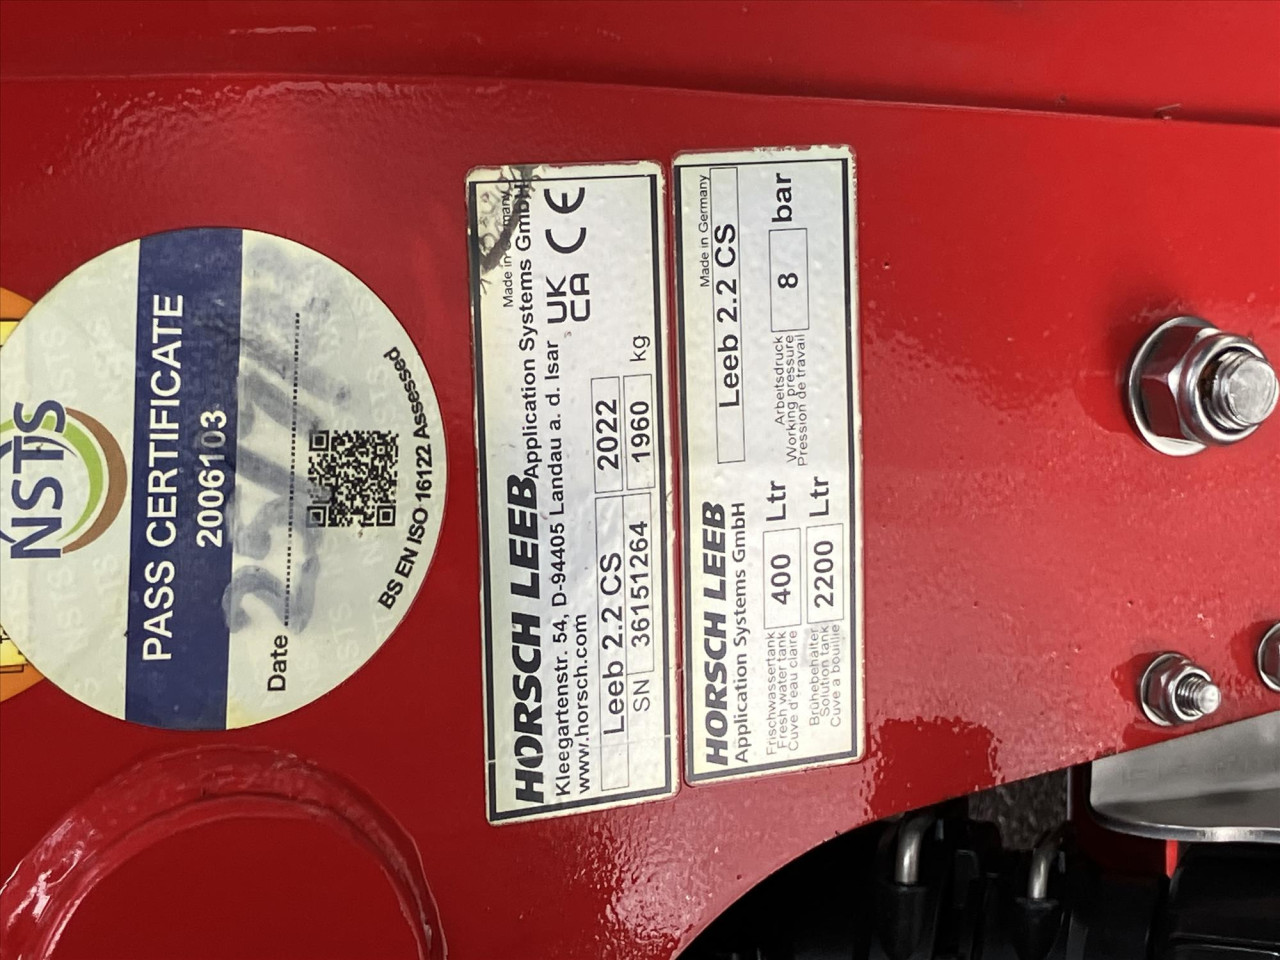 NSTS
PASS CERTIFICATE
2006103
Date
BS EN ISO 16122 Assessed
Made in Germany
HORSCH LEEB Application Systems GmbH
Kleegartenstr. 54, D-94405 Landau a. d. Isar
www.horsch.com
UK
CA CE
Leeb 2.2 CS 2022
SN 36151264 1960 kg
Made in Germany
HORSCH LEEB
Application Systems GmbH
Leeb 2.2 CS
Frischwassertank
Fresh water tank
Cuve d'eau claire
400 Ltr
Arbeitsdruck
Working pressure
Pression de travail
8 bar
Brühebehälter
Solution tank
Cuve a bouillie
2200 Ltr